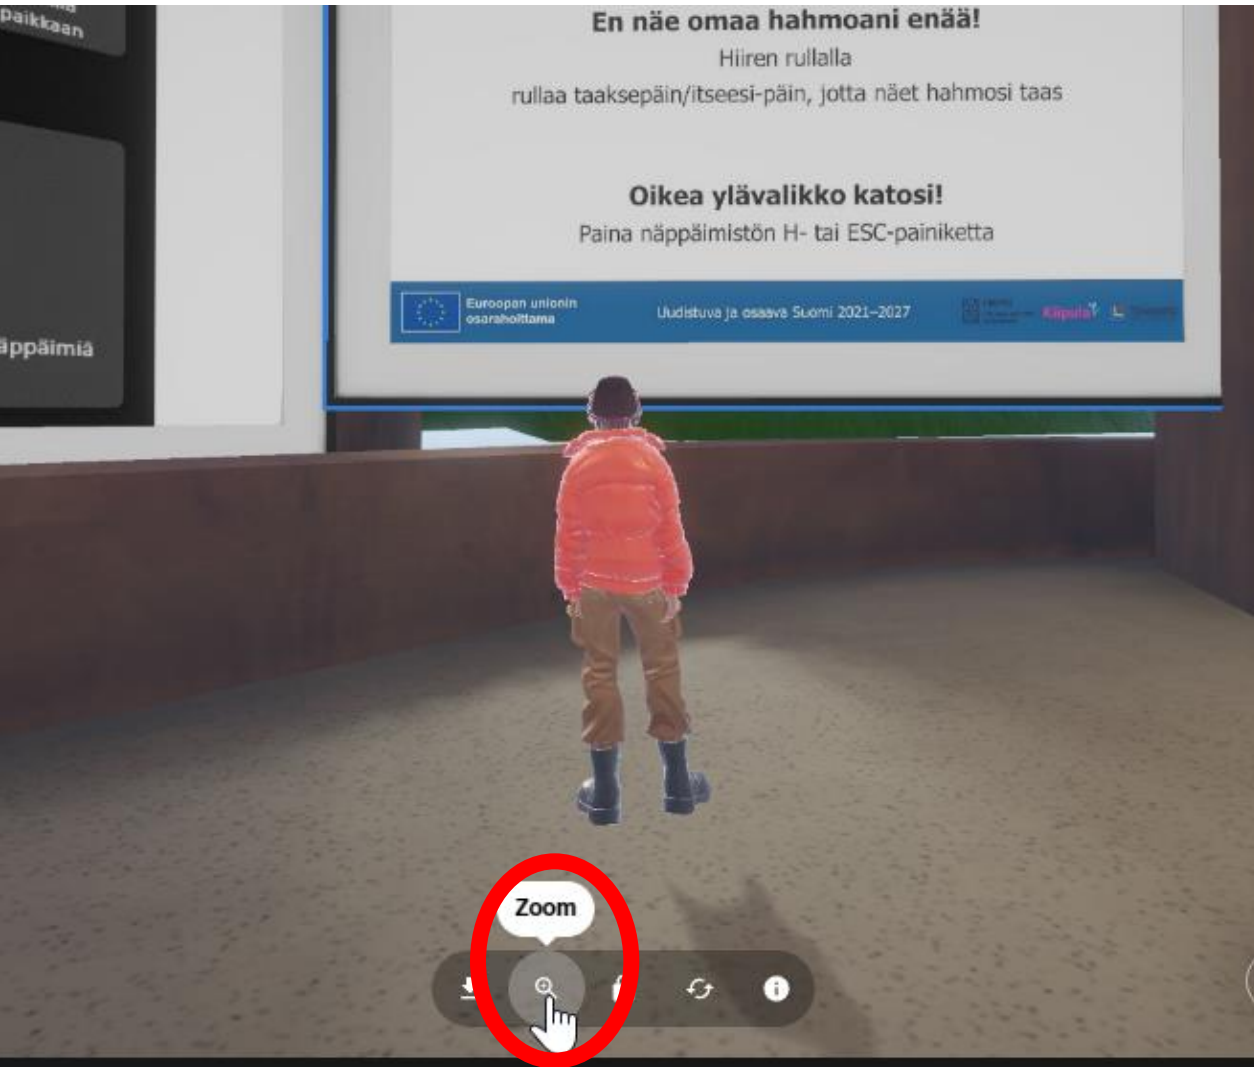 paikkaan
En näe omaa hahmoani enää!
Hiiren rullalla
rullaa taaksepäin/itseesi-päin, jotta näet hahmosi taas
Oikea ylävalikko katosi!
Paina näppäimistön H- tai ESC-painiketta
Euroopan unionin
osarahoittama
Uudistuva ja osaava Suomi 2021–2027
Kiipula
äppäimiä
Zoom